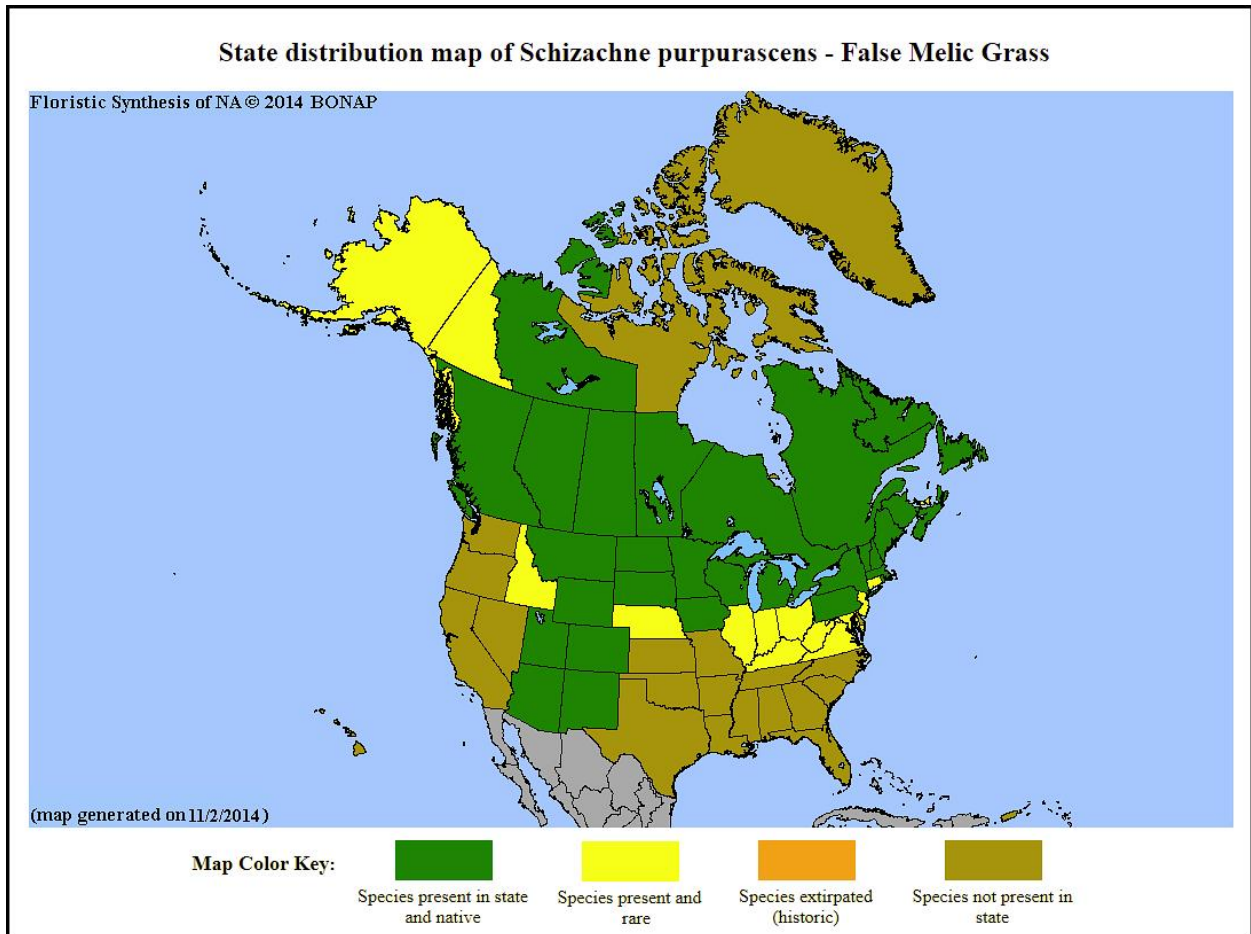 State distribution map of Schizachne purpurascens - False Melic Grass
Floristic Synthesis of NA © 2014 BONAP
(map generated on 11/2/2014)
Map Color Key:
Species present in state
and native
Species present and
rare
Species extirpated
(historic)
Species not present in
state